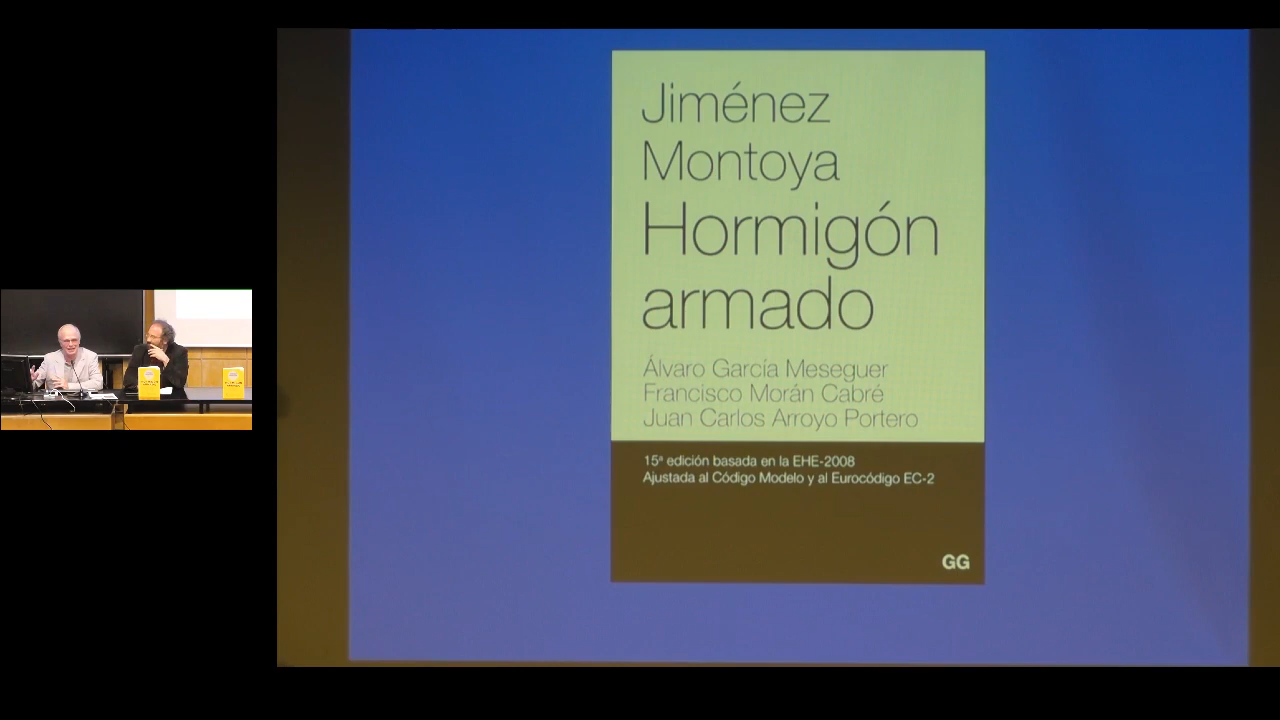 Jiménez
Montoya
Hormigón
armado
Álvaro García Meseguer
Francisco Morán Cabré
Juan Carlos Arroyo Portero
15ª edición basada en la EHE-2008
Ajustada al Código Modelo y al Eurocódigo EC-2
GG